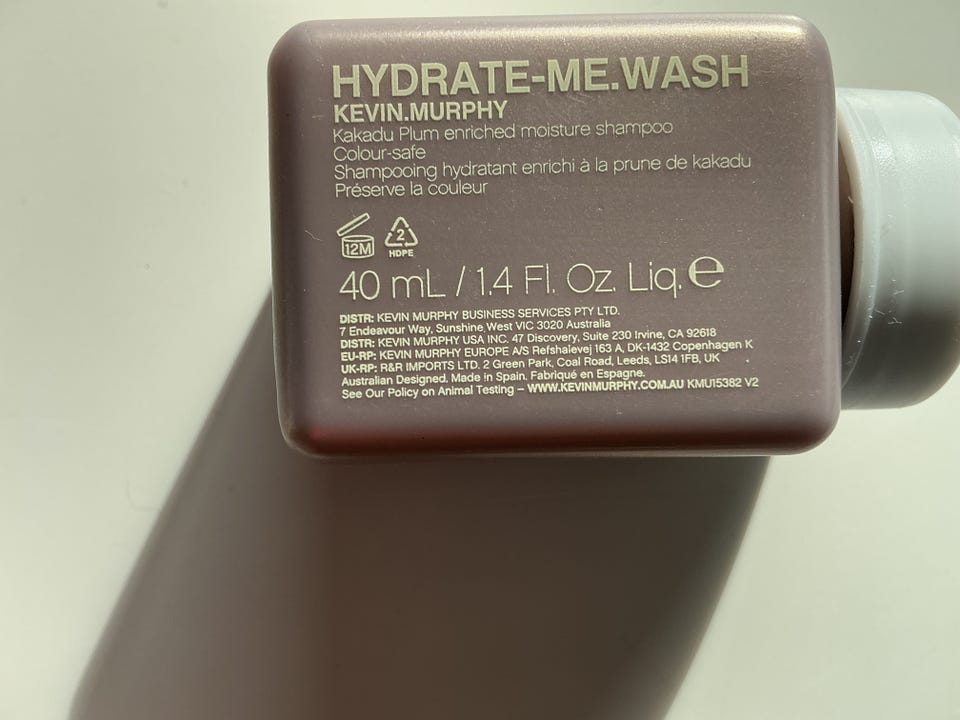 HYDRATE-ME.WASH
KEVIN.MURPHY
Kakadu Plum enriched moisture shampoo
Colour-safe
Shampooing hydratant enrichi à la prune de kakadu
Préserve la couleur
12M
2
HDPE
40 mL / 1.4 Fl. Oz. Liq. e
DISTR: KEVIN MURPHY BUSINESS SERVICES PTY LTD.
7 Endeavour Way, Sunshine West VIC 3020 Australia
DISTR: KEVIN MURPHY USA INC. 47 Discovery, Suite 230 Irvine, CA 92618
EU-RP: KEVIN MURPHY EUROPE A/S Refshalevej 163 A, DK-1432 Copenhagen K
UK-RP: R&R IMPORTS LTD. 2 Green Park, Coal Road, Leeds, LS14 1FB, UK
Australian Designed. Made in Spain. Fabriqué en Espagne.
See Our Policy on Animal Testing – WWW.KEVINMURPHY.COM.AU KMU15382 V2